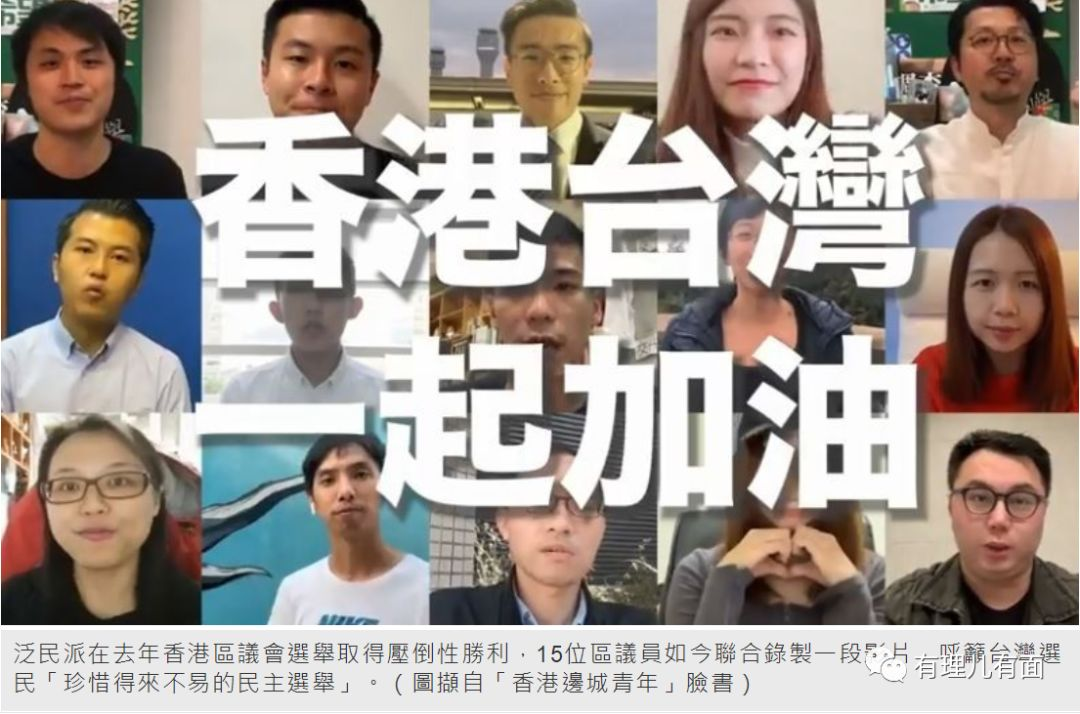 香港台灣
一起加油
NIKE
泛民派在去年香港區議會選舉取得壓倒性勝利，15位區議員如今聯合錄製一段影片，呼籲台灣選
民「珍惜得來不易的民主選舉」。（圖擷自「香港邊城青年」臉書）
有理儿有面